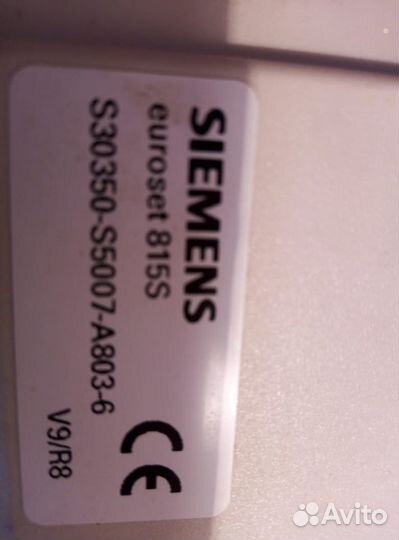 SIEMENS
euroset 815S
S30350-S5007-A803-6
V9/R8
CE
Avito